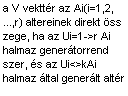 a V vekttér az Ai(i=1,2,
...,r) altereinek direkt öss
zege, ha az Ui=1->r Ai
halmaz generátorrend
szer, és az Ui<>kAi
halmaz által generált altér